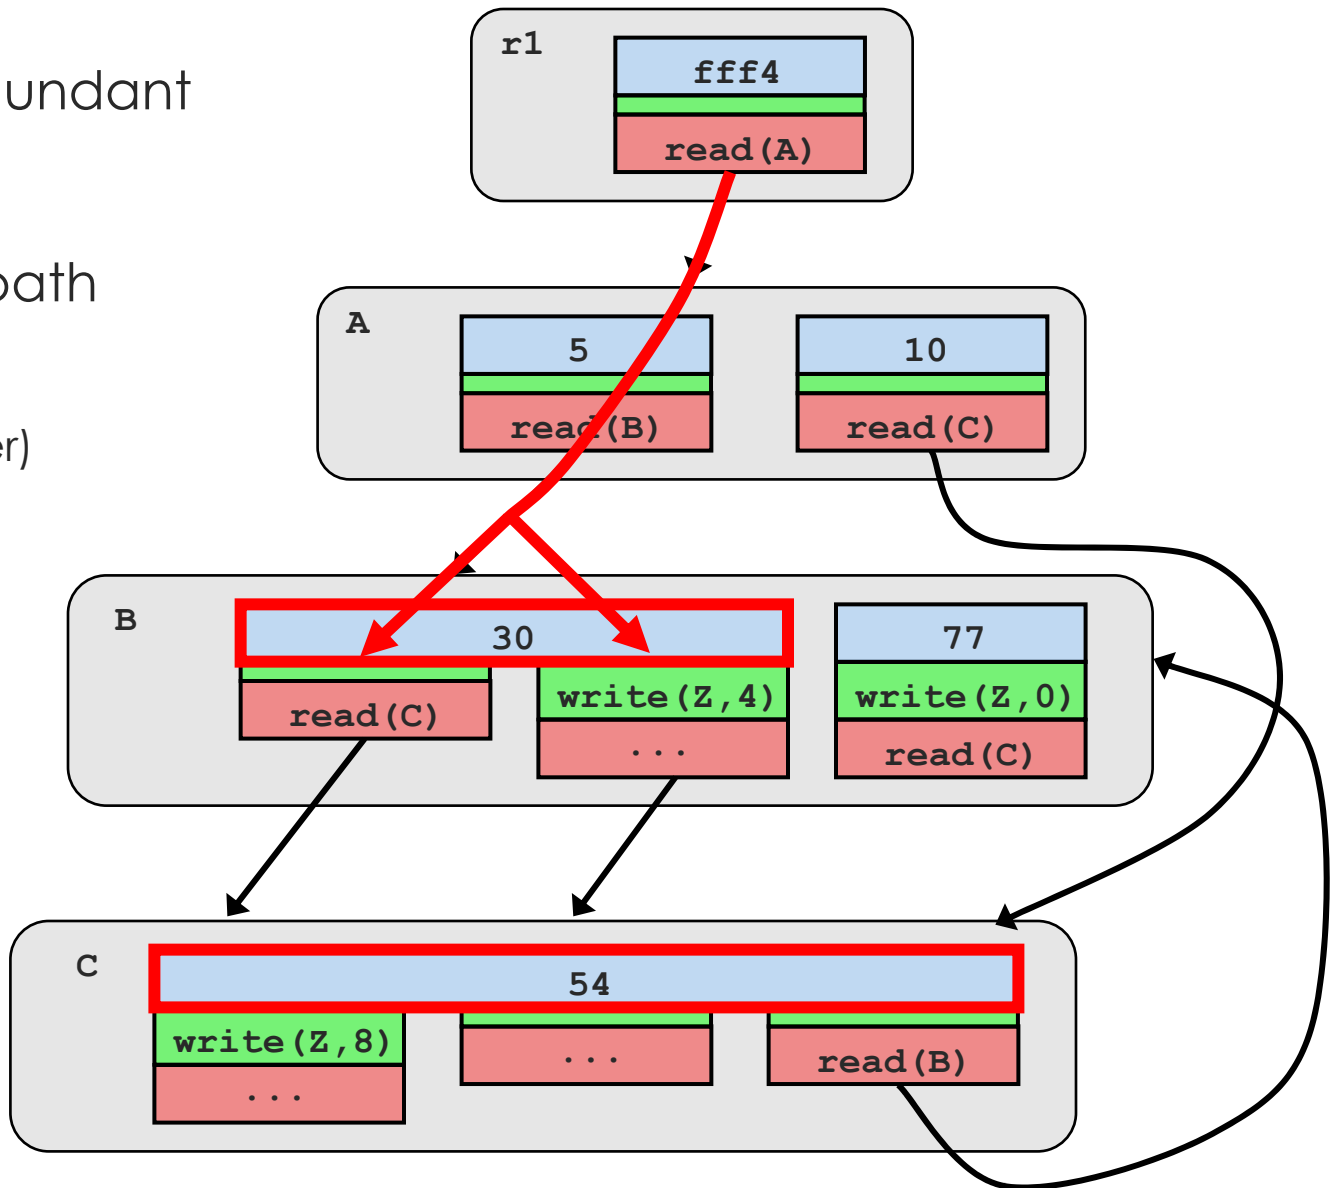 undant
path
er)
r1
fff4
read(A)
A
5
10
read(B)
read(C)
B
30
77
read(C)
write(Z,4)
write(Z,0)
...
read(C)
C
54
write(Z,8)
...
read(B)
...